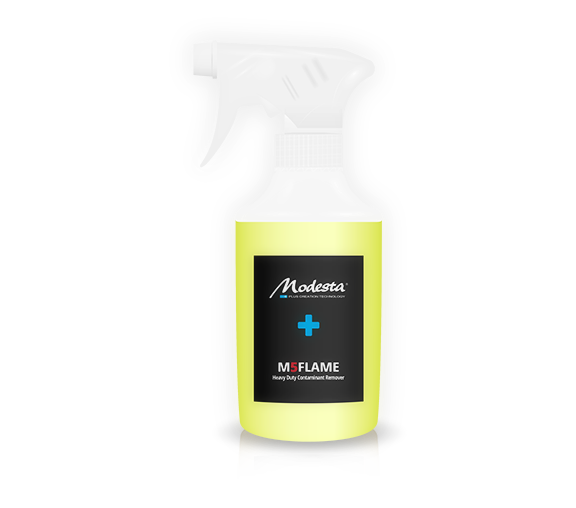 Modesta®
PLUS CREATION TECHNOLOGY
M5FLAME
Heavy Duty Contaminant Remover